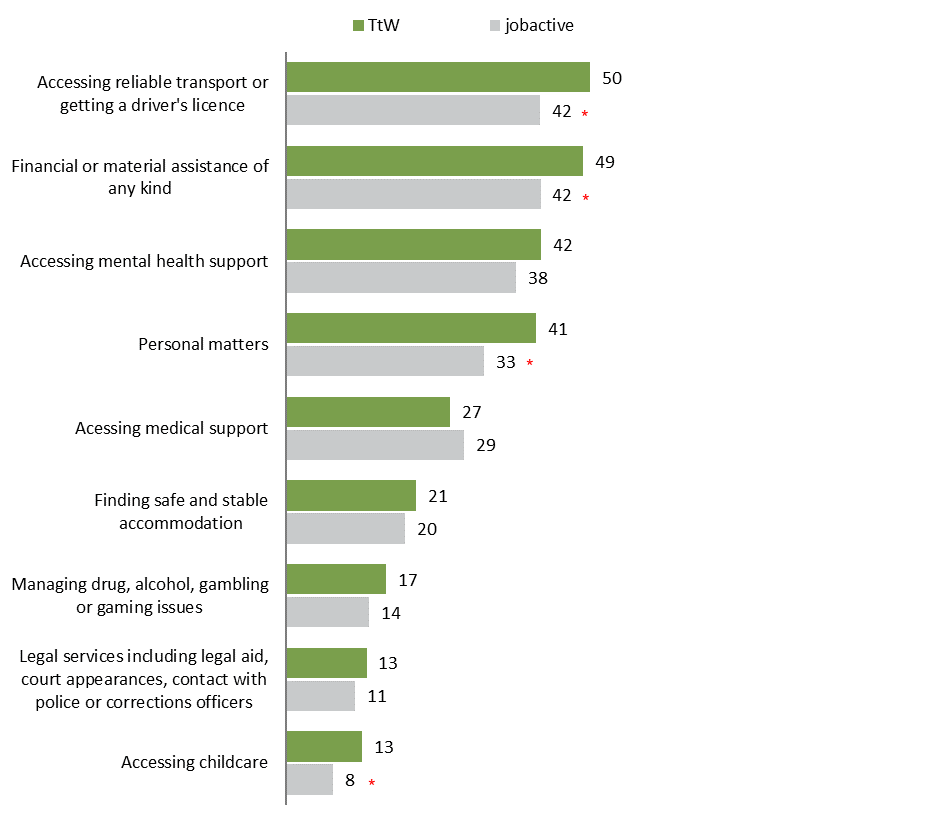 TtW jobactive
Accessing reliable transport or
getting a driver's licence
50
42 *
Financial or material assistance of
any kind
49
42 *
Accessing mental health support
42
38
Personal matters
41
33 *
Acessing medical support
27
29
Finding safe and stable
accommodation
21
20
Managing drug, alcohol, gambling
or gaming issues
17
14
Legal services including legal aid,
court appearances, contact with
police or corrections officers
13
11
Accessing childcare
13
8 *